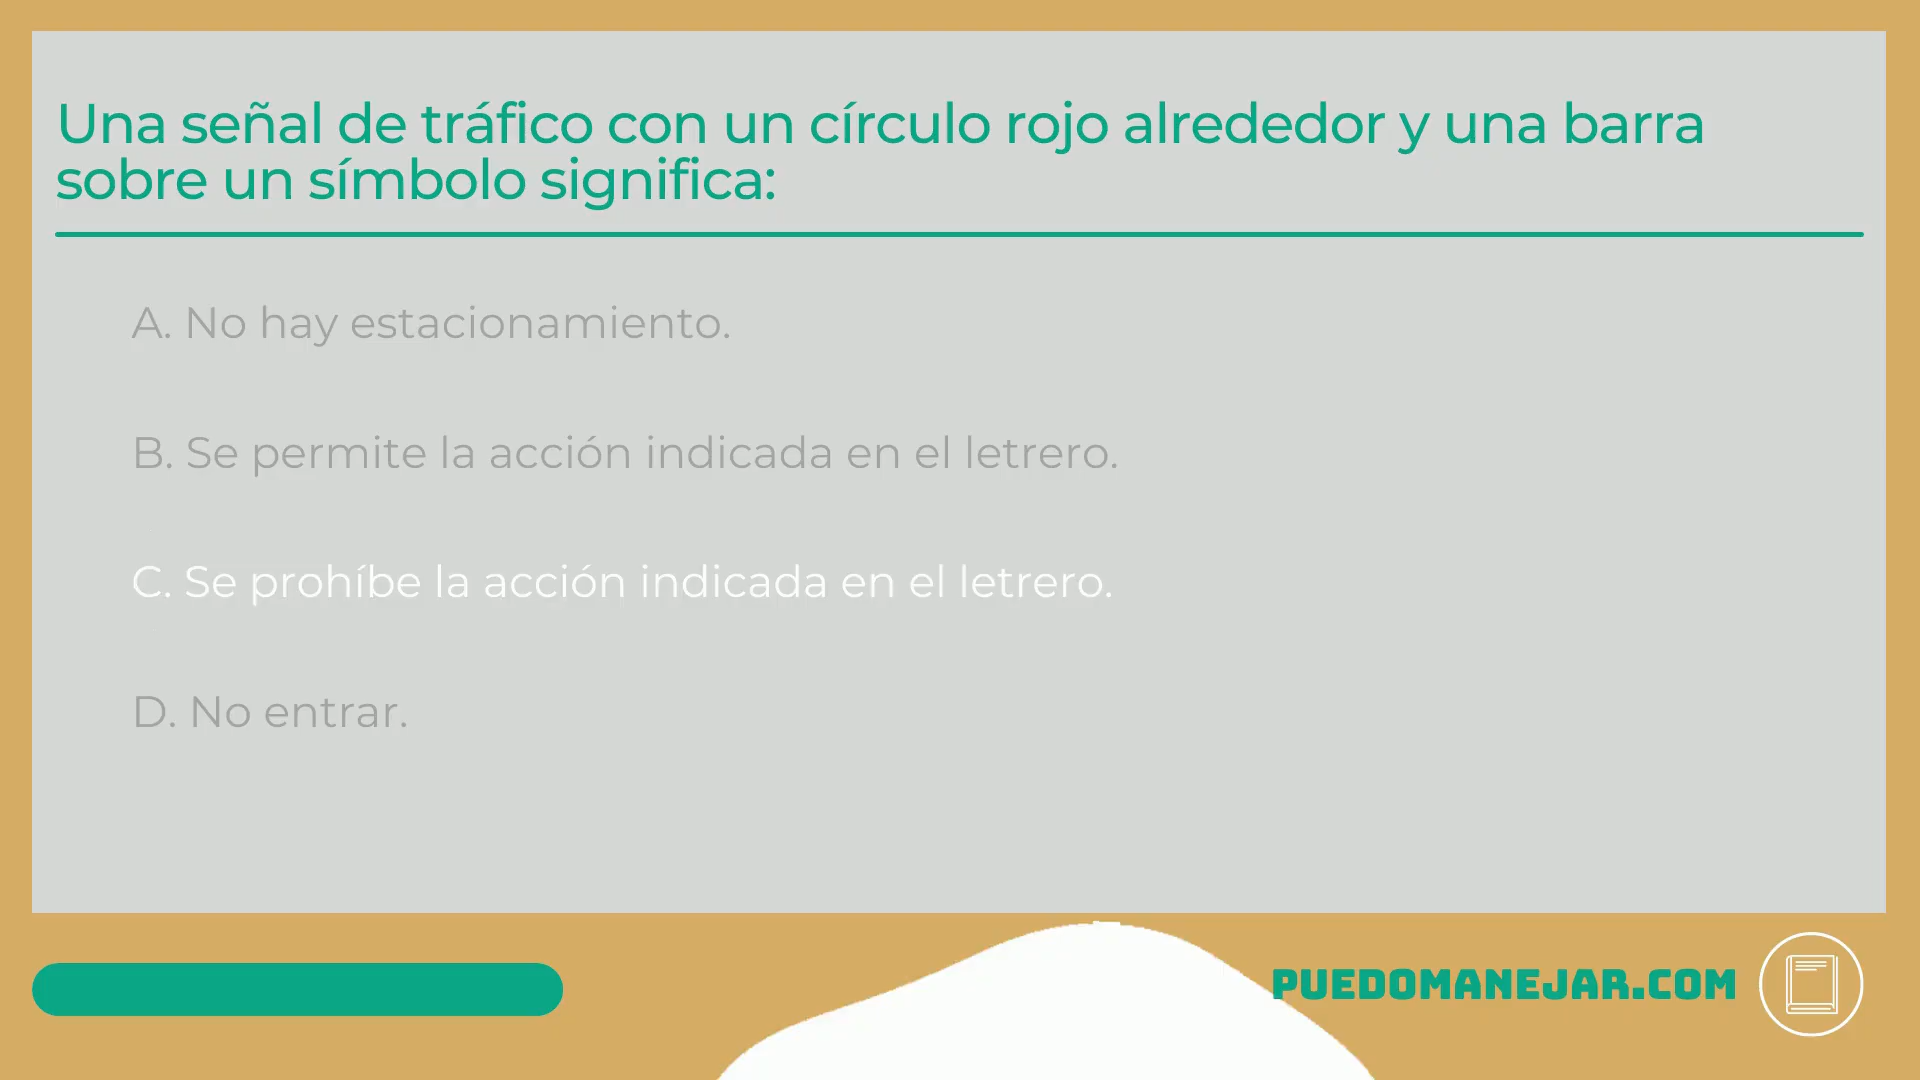 Una señal de tráfico con un círculo rojo alrededor y una barra
sobre un símbolo significa:
A. No hay estacionamiento.
B. Se permite la acción indicada en el letrero.
C. Se prohíbe la acción indicada en el letrero.
D. No entrar.
PUEDOMANEJAR.COM